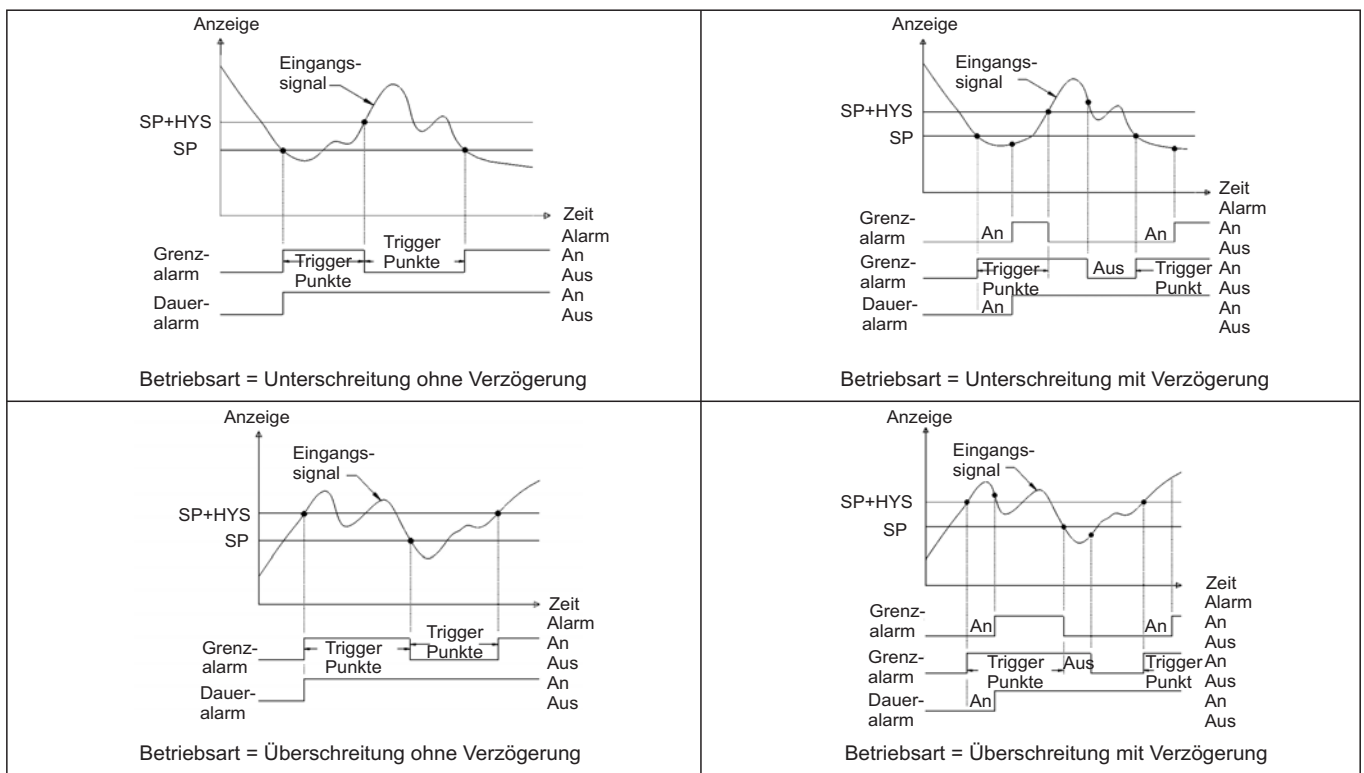 Anzeige
Eingangs-
signal
SP+HYS
SP
Zeit
Alarm
Grenz-
alarm
Trigger
Punkte
Trigger
Punkte
An
Aus
Dauer-
alarm
An
Aus
Betriebsart = Unterschreitung ohne Verzögerung
Anzeige
Eingangs-
signal
SP+HYS
SP
Zeit
Alarm
Grenz-
alarm
An
An
An
Aus
Grenz-
alarm
Trigger
Punkte
Aus
Trigger
Punkt
An
Aus
Dauer-
alarm
An
An
Aus
Betriebsart = Unterschreitung mit Verzögerung
Anzeige
Eingangs-
signal
SP+HYS
SP
Zeit
Alarm
Grenz-
alarm
Trigger
Punkte
Trigger
Punkte
An
Aus
Dauer-
alarm
An
Aus
Betriebsart = Überschreitung ohne Verzögerung
Anzeige
Eingangs-
signal
SP+HYS
SP
Zeit
Alarm
Grenz-
alarm
An
An
An
Aus
Grenz-
alarm
Trigger
Punkte
Aus
Trigger
Punkt
An
Aus
Dauer-
alarm
An
An
Aus
Betriebsart = Überschreitung mit Verzögerung